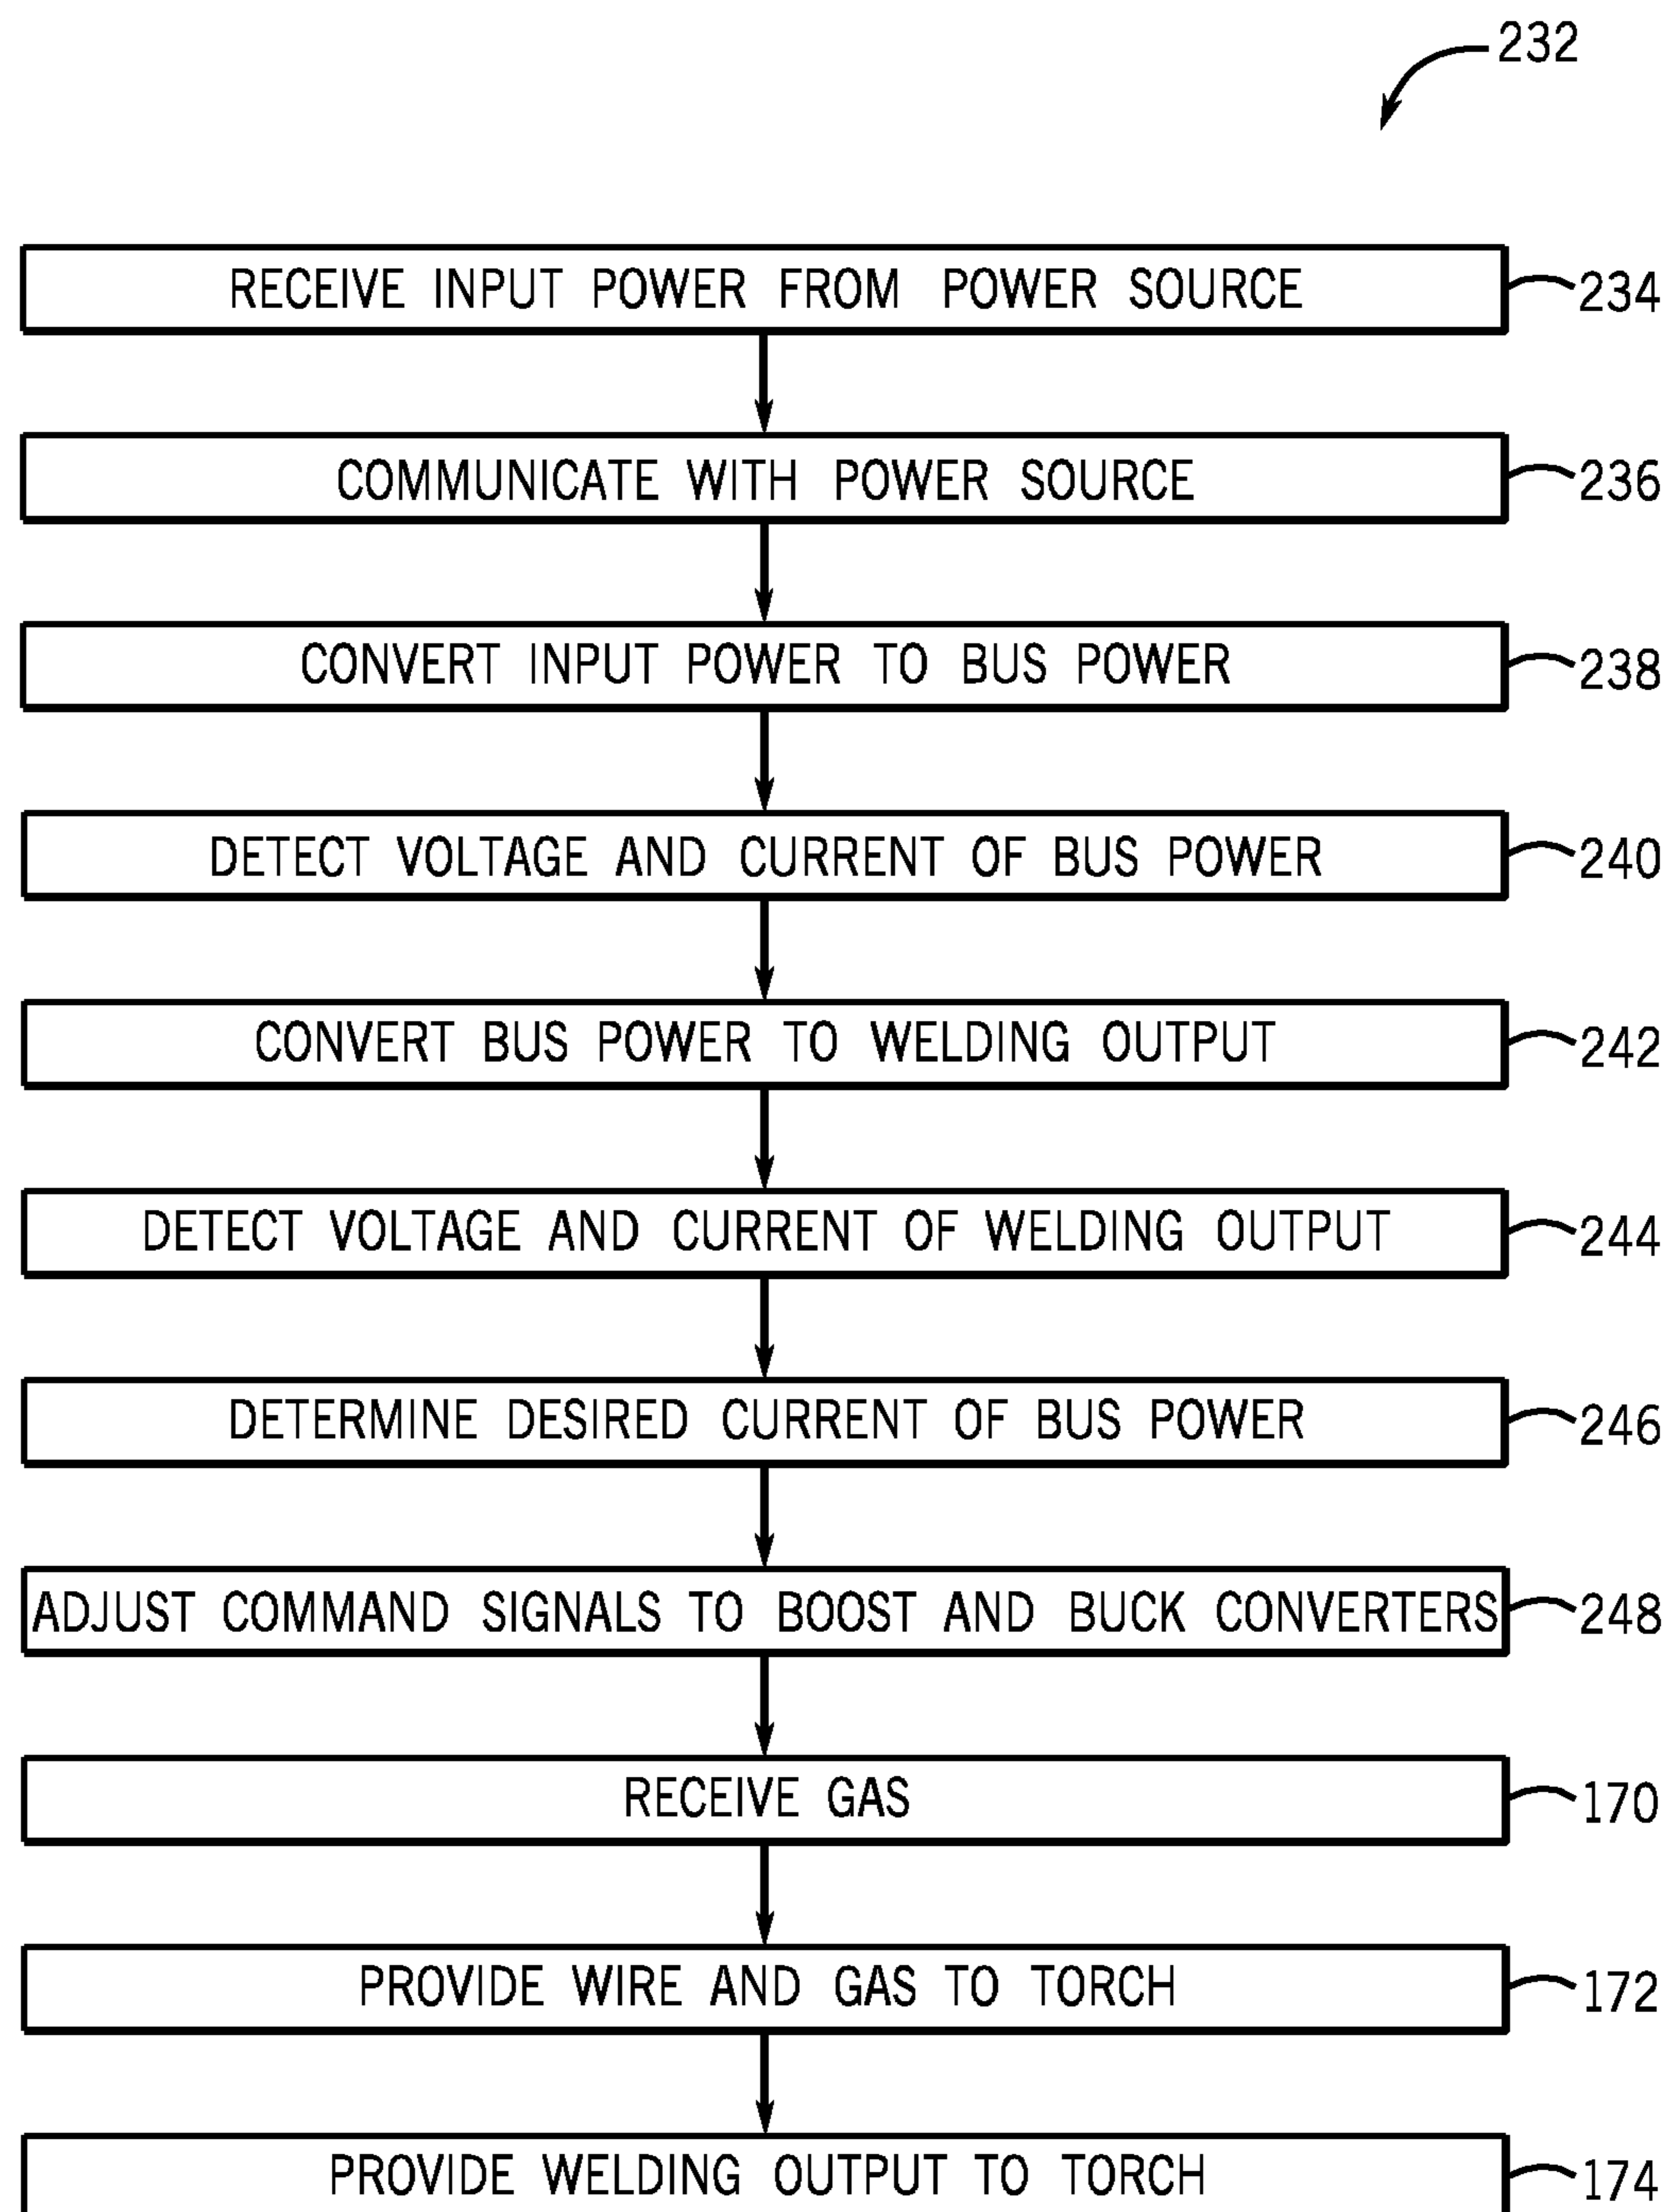 232
RECEIVE INPUT POWER FROM POWER SOURCE 234
COMMUNICATE WITH POWER SOURCE 236
CONVERT INPUT POWER TO BUS POWER 238
DETECT VOLTAGE AND CURRENT OF BUS POWER 240
CONVERT BUS POWER TO WELDING OUTPUT 242
DETECT VOLTAGE AND CURRENT OF WELDING OUTPUT 244
DETERMINE DESIRED CURRENT OF BUS POWER 246
ADJUST COMMAND SIGNALS TO BOOST AND BUCK CONVERTERS 248
RECEIVE GAS 170
PROVIDE WIRE AND GAS TO TORCH 172
PROVIDE WELDING OUTPUT TO TORCH 174